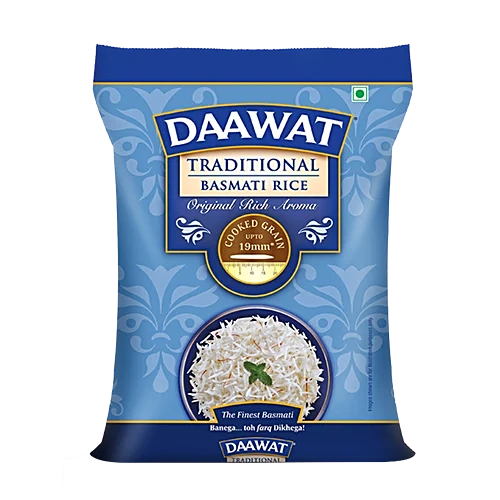 DAAWAT
TRADITIONAL
BASMATI RICE
Original Rich Aroma
COOKED GRAIN
UPTO
19mm*
The Finest Basmati
Banega... toh farq Dikhega!
DAAWAT
TRADITIONAL